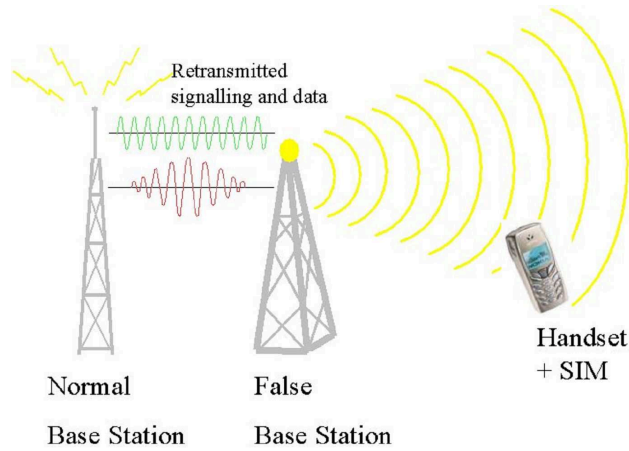 Retransmitted
signalling and data
Normal
Base Station
False
Base Station
Handset
+ SIM